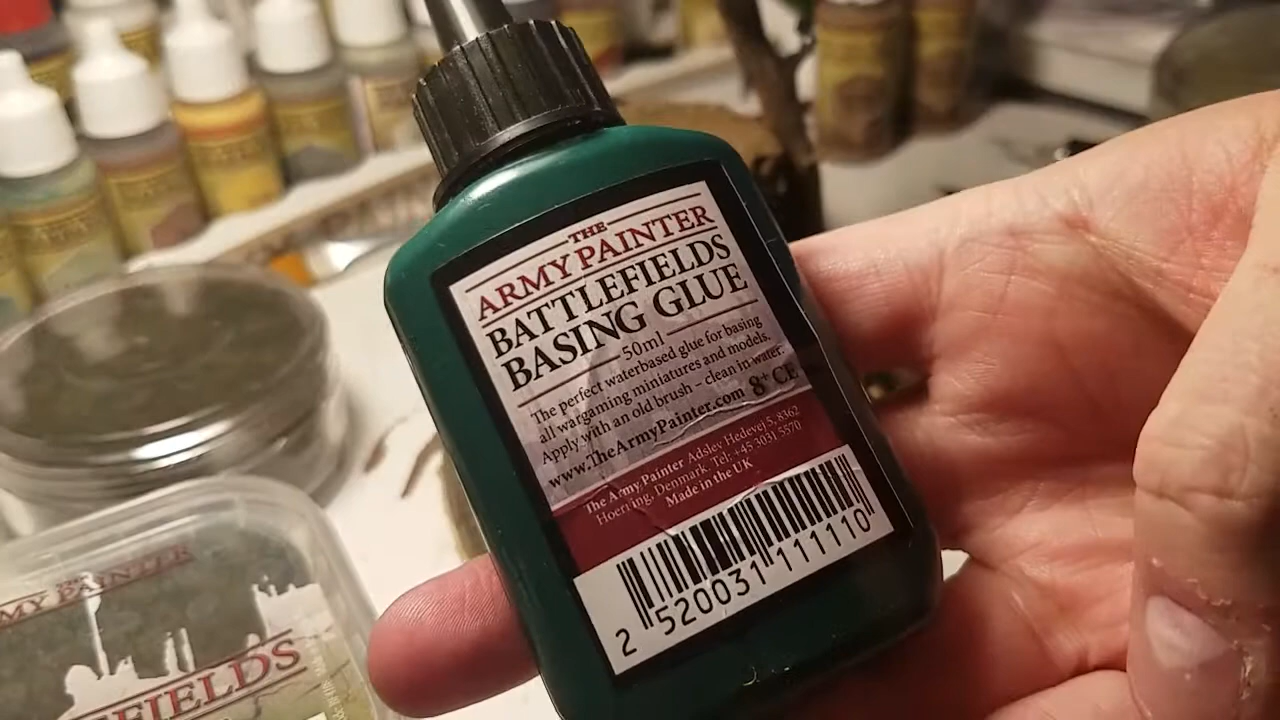 THE
ARMY PAINTER
BATTLEFIELDS
BASING GLUE
50ml
The perfect waterbased glue for basing
all wargaming miniatures and models.
Apply with an old brush – clean in water.
www.TheArmyPainter.com 8+ CE
The Army Painter Adslev Hedevej 5, 8362
Hoerning, Denmark. Tel: +45 3031 5570
Made in the UK
2 520031 111110
MY PAINTER
FIELDS